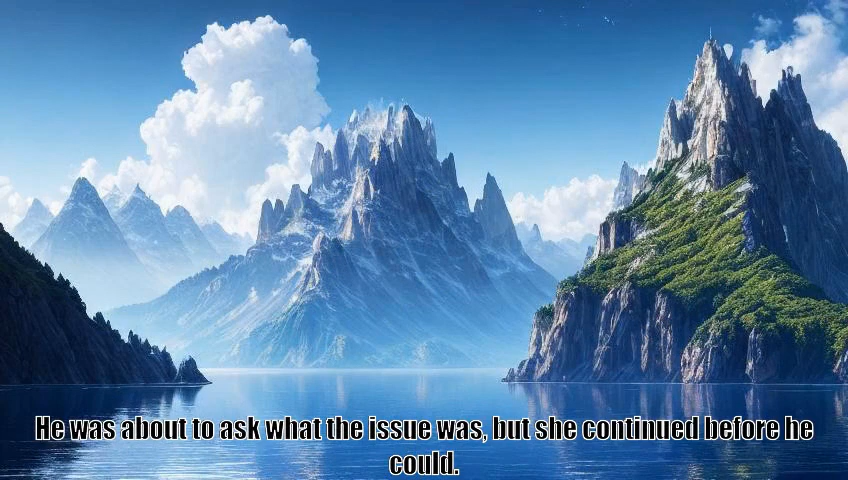 He was about to ask what the issue was, but she continued before he
could.